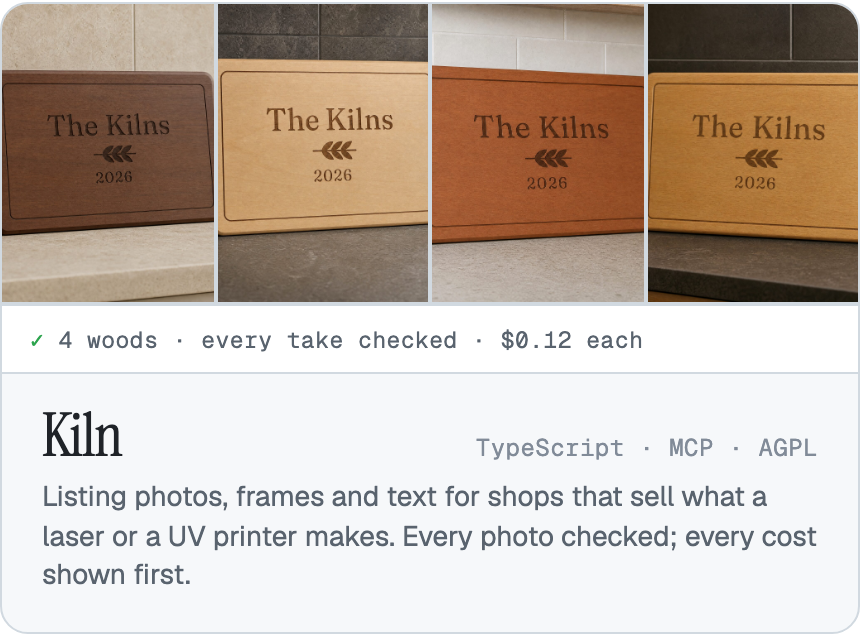 The Kilns
2026
The Kilns
2026
The Kilns
2026
The Kilns
2026
✓ 4 woods · every take checked · $0.12 each
Kiln
TypeScript · MCP · AGPL
Listing photos, frames and text for shops that sell what a
laser or a UV printer makes. Every photo checked; every cost
shown first.